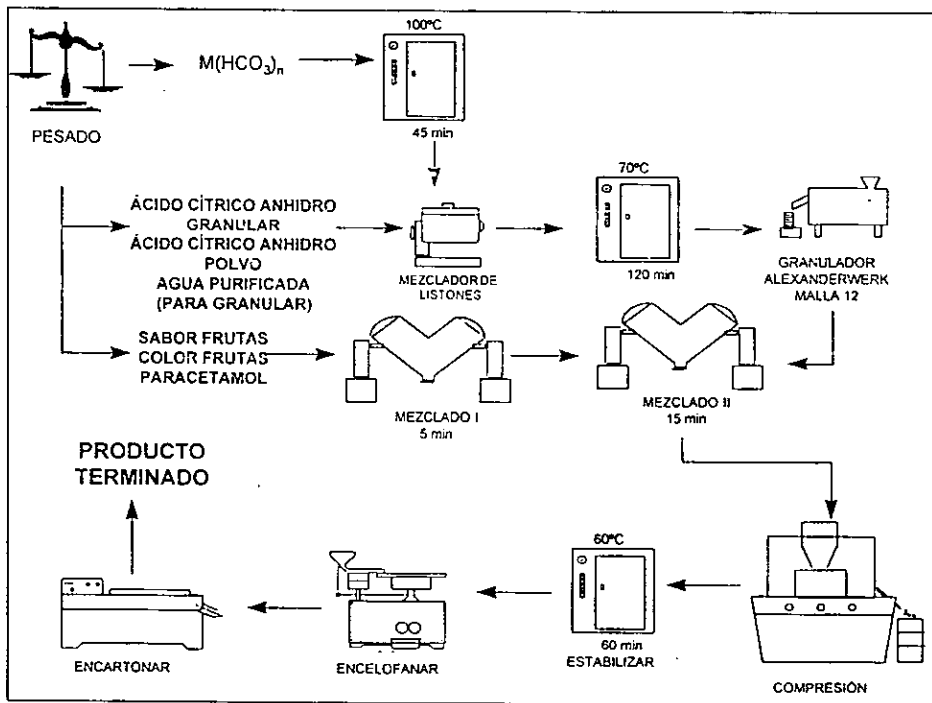 100ºC
M(HCO₃)ₙ
PESADO
45 min
70ºC
ÁCIDO CÍTRICO ANHIDRO
GRANULAR
ÁCIDO CÍTRICO ANHIDRO
POLVO
AGUA PURIFICADA
(PARA GRANULAR)
MEZCLADOR DE
LISTONES
120 min
GRANULADOR
ALEXANDERWERK
MALLA 12
SABOR FRUTAS
COLOR FRUTAS
PARACETAMOL
MEZCLADO I
5 min
MEZCLADO II
15 min
PRODUCTO
TERMINADO
60ºC
60 min
ESTABILIZAR
ENCARTONAR
ENCELOFANAR
COMPRESIÓN